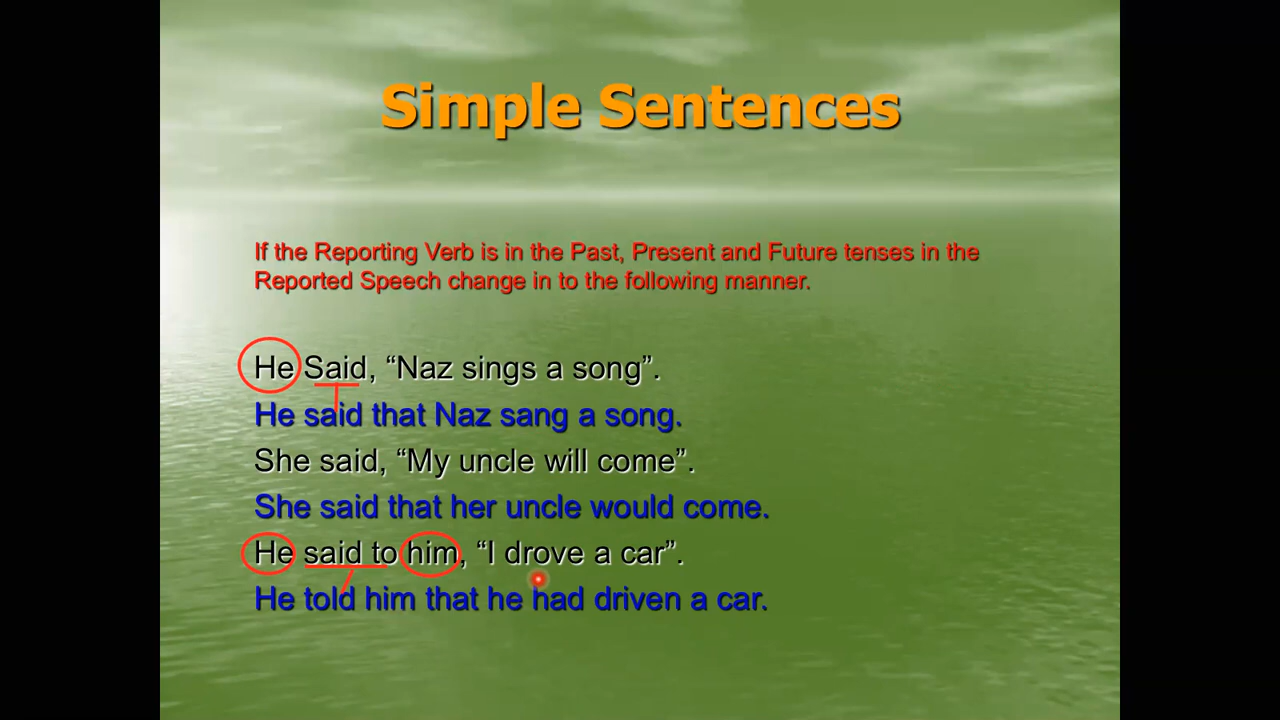 Simple Sentences
If the Reporting Verb is in the Past, Present and Future tenses in the
Reported Speech change in to the following manner.
He Said, “Naz sings a song”.
He said that Naz sang a song.
She said, “My uncle will come”.
She said that her uncle would come.
He said to him, “I drove a car”.
He told him that he had driven a car.